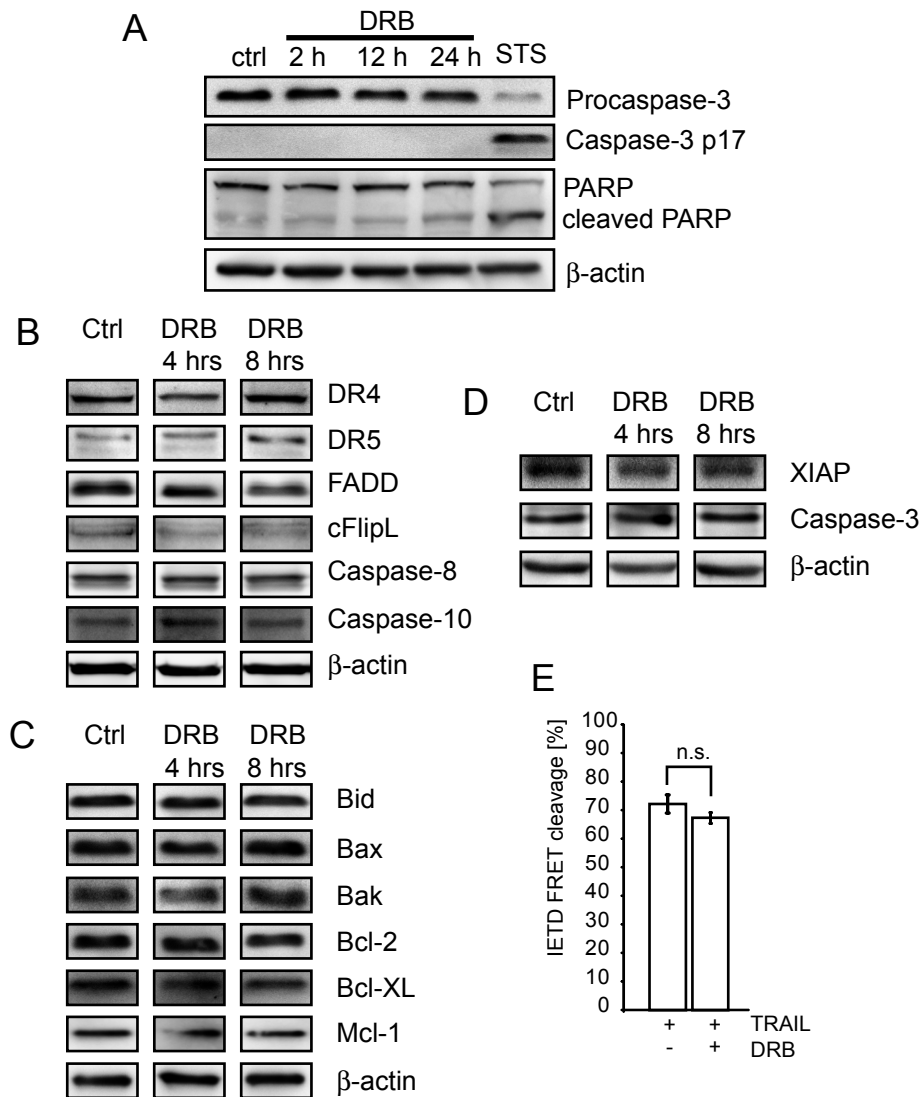 A
DRB
ctrl 2 h 12 h 24 h STS
Procaspase-3
Caspase-3 p17
PARP
cleaved PARP
β-actin
B
Ctrl DRB DRB
4 hrs 8 hrs
DR4
DR5
FADD
cFlipL
Caspase-8
Caspase-10
β-actin
C
Ctrl DRB DRB
4 hrs 8 hrs
Bid
Bax
Bak
Bcl-2
Bcl-XL
Mcl-1
β-actin
D
Ctrl DRB DRB
4 hrs 8 hrs
XIAP
Caspase-3
β-actin
E
IETD FRET cleavage [%]
100
90
80
70
60
50
40
30
20
10
0
n.s.
+ + TRAIL
- + DRB